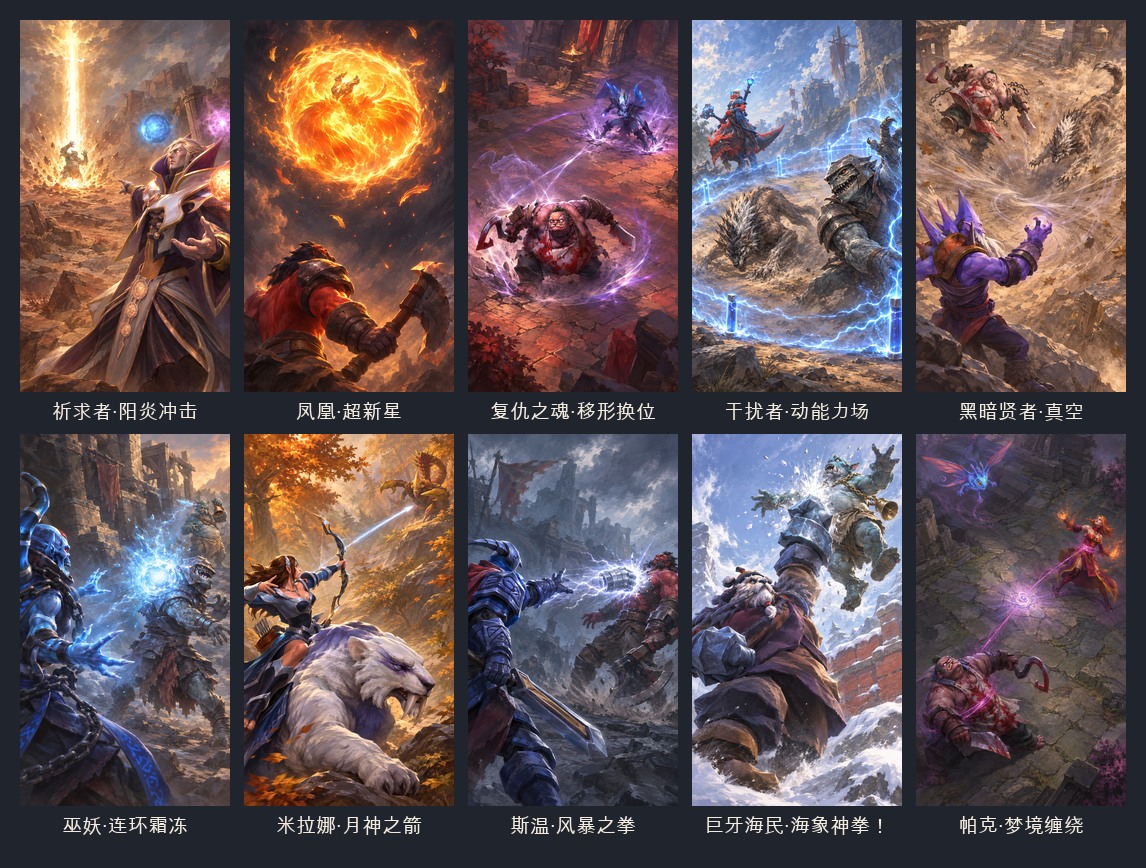 祈求者·阳炎冲击
凤凰·超新星
复仇之魂·移形换位
干扰者·动能力场
黑暗贤者·真空
巫妖·连环霜冻
米拉娜·月神之箭
斯温·风暴之拳
巨牙海民·海象神拳！
帕克·梦境缠绕